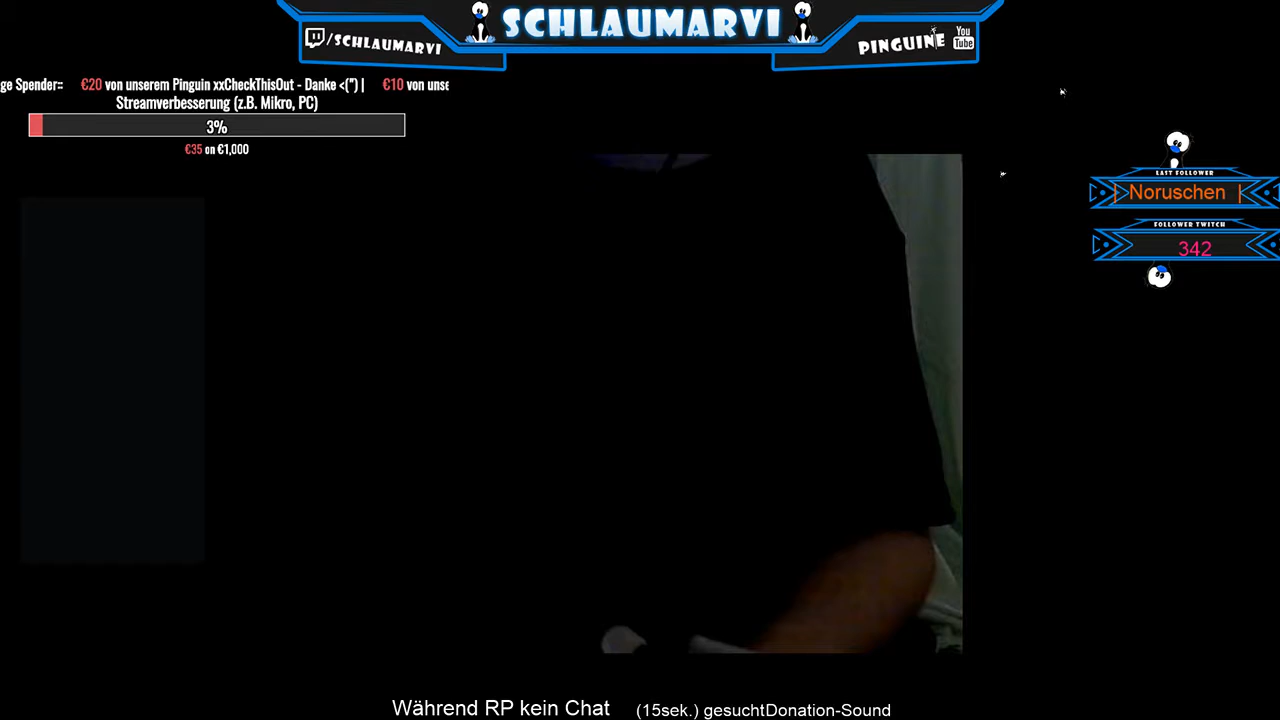 SCHLAUMARVI
/SCHLAUMARVI
PINGUINE
You
Tube
ge Spender:: €20 von unserem Pinguin xxCheckThisOut - Danke <(") | €10 von unse
Streamverbesserung (z.B. Mikro, PC)
3%
€35 on €1,000
LAST FOLLOWER
| Noruschen |
FOLLOWER TWITCH
342
Während RP kein Chat
(15sek.) gesuchtDonation-Sound